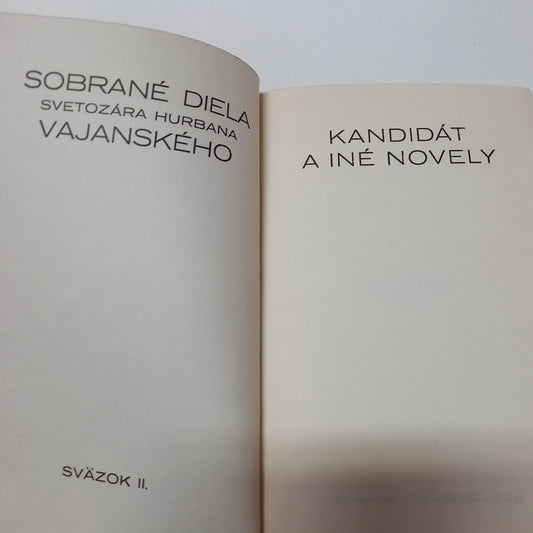 SOBRANÉ DIELA
SVETOZÁRA HURBANA
VAJANSKÉHO
SVÄZOK II.
KANDIDÁT
A INÉ NOVELY